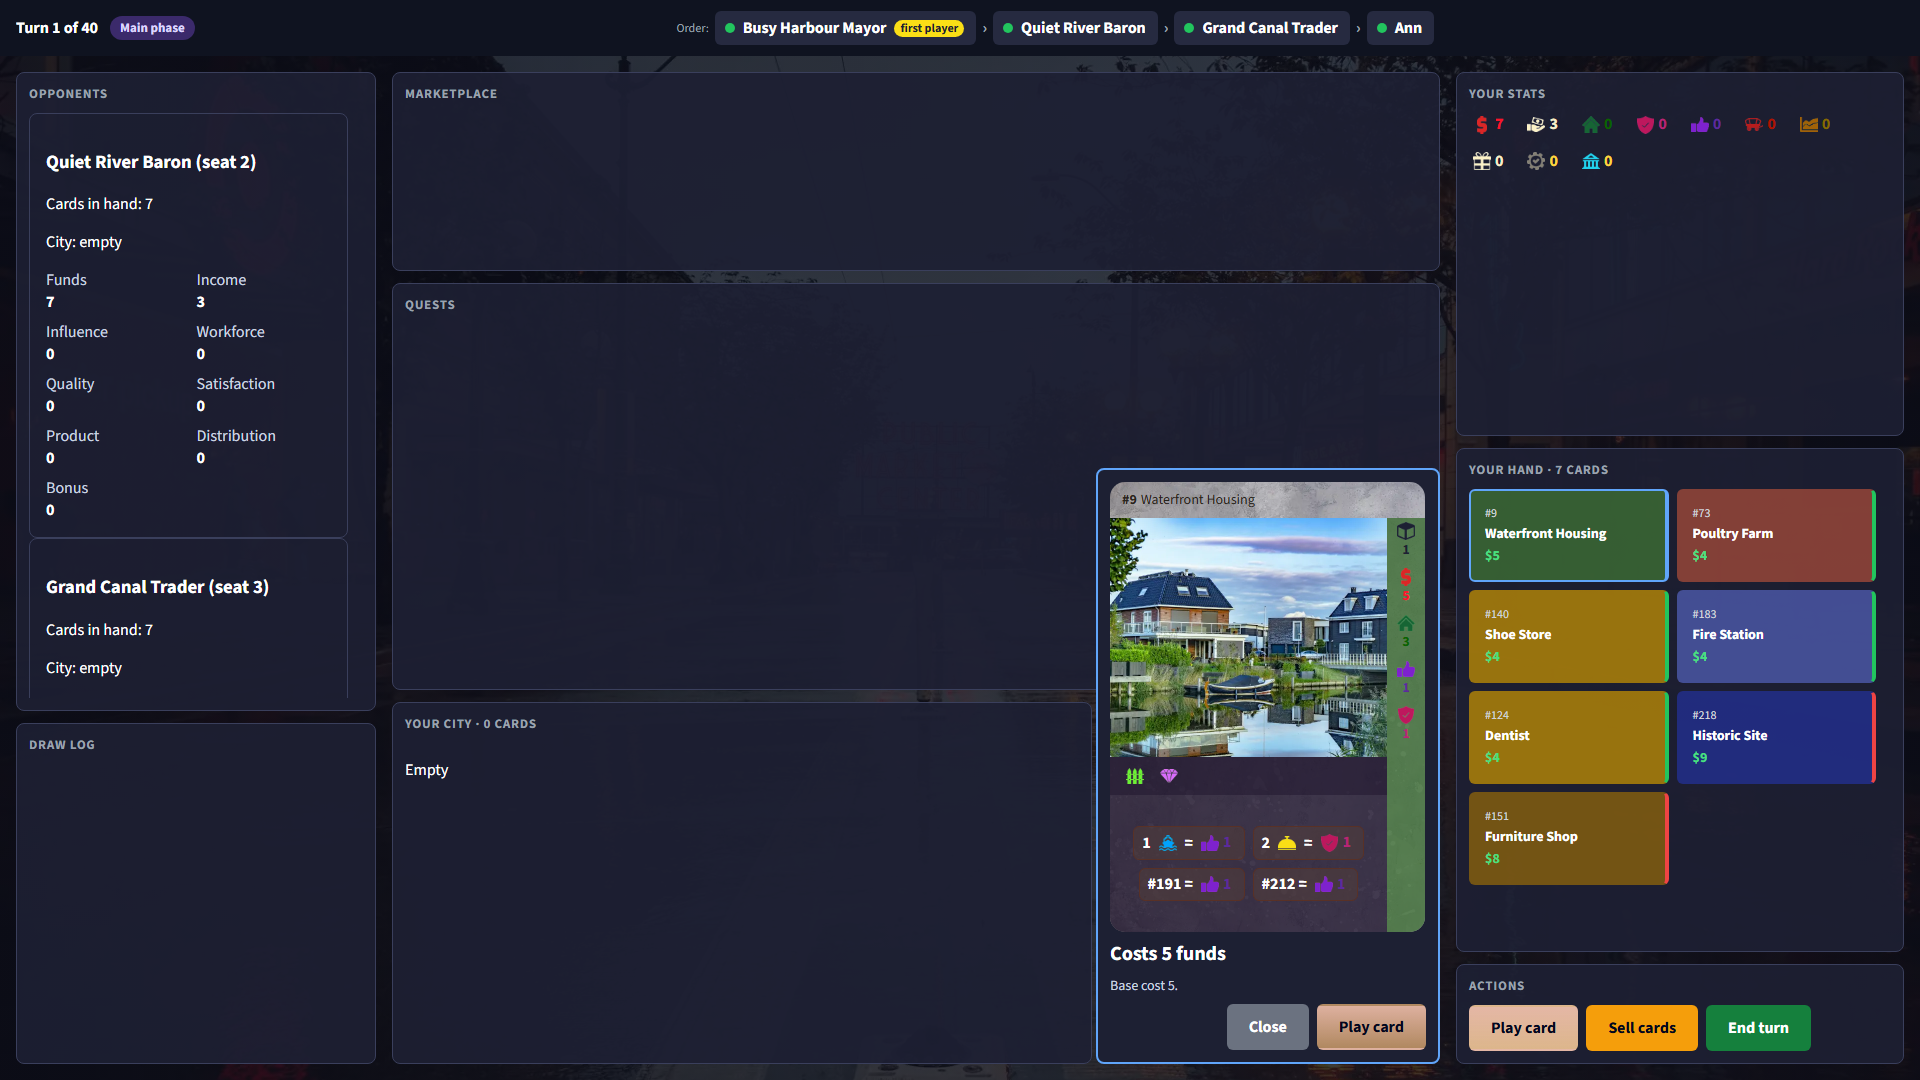 Turn 1 of 40 Main phase
Order: Busy Harbour Mayor first player › Quiet River Baron › Grand Canal Trader › Ann
OPPONENTS
Quiet River Baron (seat 2)
Cards in hand: 7
City: empty
Funds Income
7 3
Influence Workforce
0 0
Quality Satisfaction
0 0
Product Distribution
0 0
Bonus
0
Grand Canal Trader (seat 3)
Cards in hand: 7
City: empty
DRAW LOG
MARKETPLACE
QUESTS
YOUR CITY · 0 CARDS
Empty
#9 Waterfront Housing
1
5
3
1
1
1 = 1 2 = 1
#191 = 1 #212 = 1
Costs 5 funds
Base cost 5.
Close Play card
YOUR STATS
7 3 0 0 0 0 0
0 0 0
YOUR HAND · 7 CARDS
#9
Waterfront Housing
$5
#73
Poultry Farm
$4
#140
Shoe Store
$4
#183
Fire Station
$4
#124
Dentist
$4
#218
Historic Site
$9
#151
Furniture Shop
$8
ACTIONS
Play card Sell cards End turn